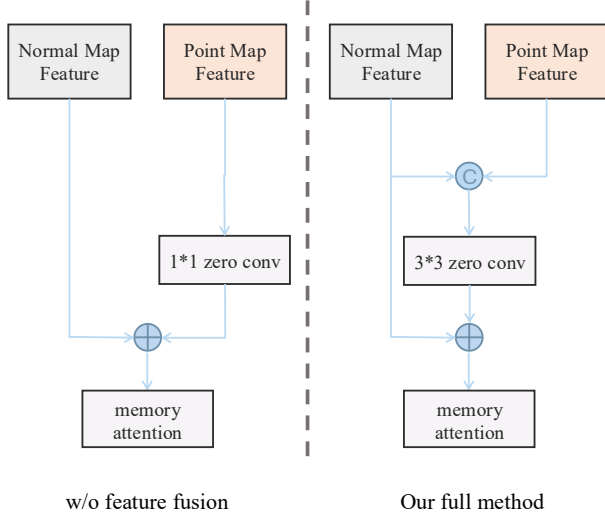 Normal Map
Feature
Point Map
Feature
1*1 zero conv
memory
attention
w/o feature fusion
Normal Map
Feature
Point Map
Feature
C
3*3 zero conv
memory
attention
Our full method